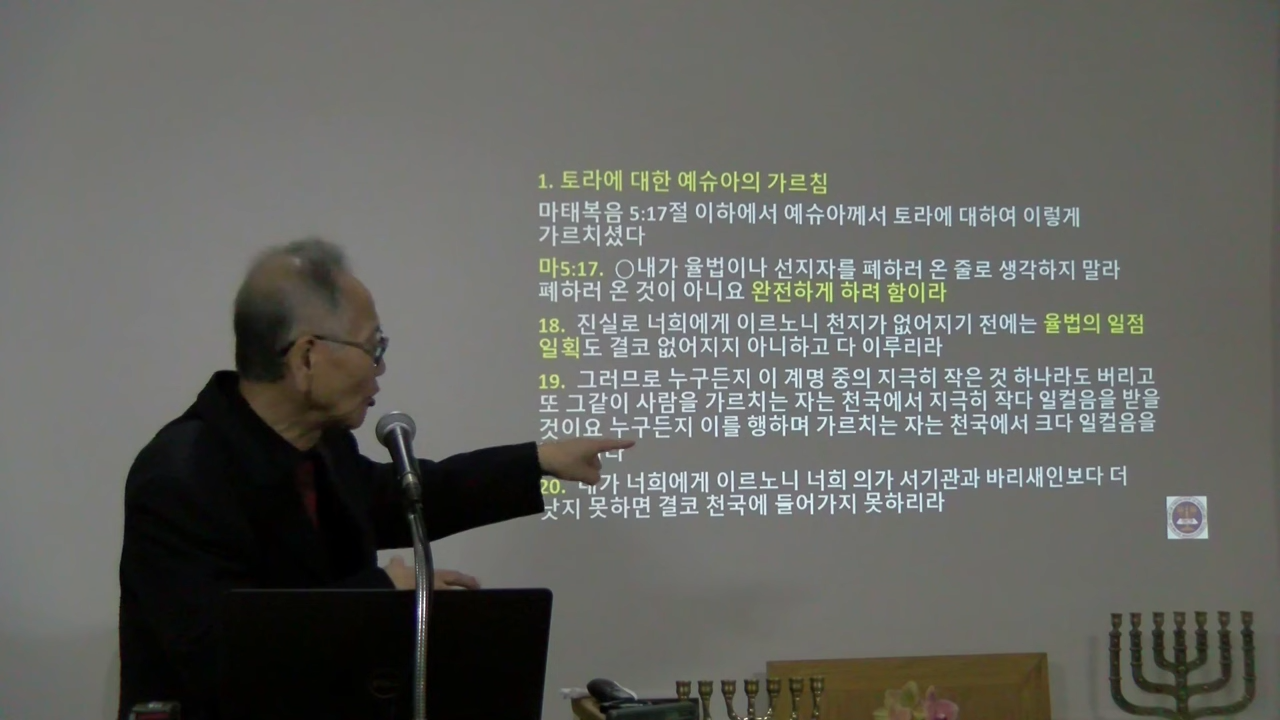 1. 토라에 대한 예슈아의 가르침
마태복음 5:17절 이하에서 예슈아께서 토라에 대하여 이렇게
가르치셨다
마5:17. ○내가 율법이나 선지자를 폐하러 온 줄로 생각하지 말라
폐하러 온 것이 아니요 완전하게 하려 함이라
18. 진실로 너희에게 이르노니 천지가 없어지기 전에는 율법의 일점
일획도 결코 없어지지 아니하고 다 이루리라
19. 그러므로 누구든지 이 계명 중의 지극히 작은 것 하나라도 버리고
또 그같이 사람을 가르치는 자는 천국에서 지극히 작다 일컬음을 받을
것이요 누구든지 이를 행하며 가르치는 자는 천국에서 크다 일컬음을
20. 내가 너희에게 이르노니 너희 의가 서기관과 바리새인보다 더
낫지 못하면 결코 천국에 들어가지 못하리라
DELL